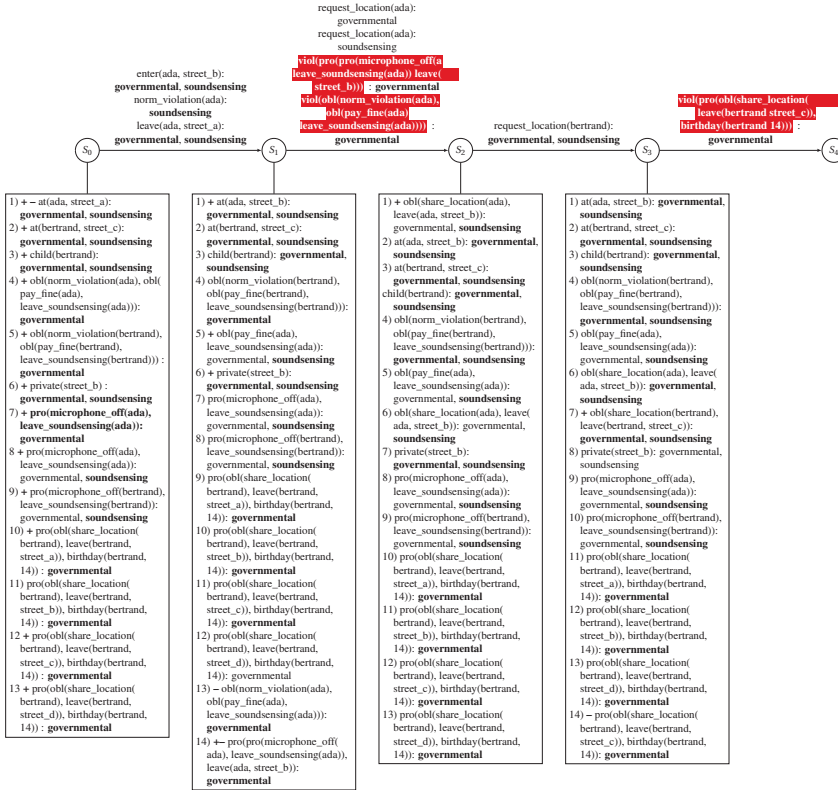 request_location(ada):
governmental
request_location(ada):
soundsensing
viol(pro(pro(microphone_off(a
leave_soundsensing(ada)) leave(
street_b))) : governmental
viol(obl(norm_violation(ada),
obl(pay_fine(ada)
leave_soundsensing(ada)))) :
governmental
enter(ada, street_b):
governmental, soundsensing
norm_violation(ada):
soundsensing
leave(ada, street_a):
governmental, soundsensing
request_location(bertrand):
governmental, soundsensing
viol(pro(obl(share_location(
leave(bertrand street_c)),
birthday(bertrand 14))) :
governmental
S0
S1
S2
S3
S4
1) + − at(ada, street_a):
governmental, soundsensing
2) + at(bertrand, street_c):
governmental, soundsensing
3) + child(bertrand):
governmental, soundsensing
4) + obl(norm_violation(ada), obl(
pay_fine(ada),
leave_soundsensing(ada))):
governmental
5) + obl(norm_violation(bertrand),
obl(pay_fine(bertrand),
leave_soundsensing(bertrand))) :
governmental
6) + private(street_b) :
governmental, soundsensing
7) + pro(microphone_off(ada),
leave_soundsensing(ada)):
governmental
8 + pro(microphone_off(ada),
leave_soundsensing(ada)):
governmental, soundsensing
9) + pro(microphone_off(bertrand),
leave_soundsensing(bertrand)):
governmental, soundsensing
10) + pro(obl(share_location(
bertrand), leave(bertrand,
street_a)), birthday(bertrand,
14)) : governmental
11) pro(obl(share_location(
bertrand), leave(bertrand,
street_b)), birthday(bertrand,
14)) : governmental
12 + pro(obl(share_location(
bertrand), leave(bertrand,
street_c)), birthday(bertrand,
14)) : governmental
13 + pro(obl(share_location(
bertrand), leave(bertrand,
street_d)), birthday(bertrand,
14)) : governmental
1) + at(ada, street_b):
governmental, soundsensing
2) at(bertrand, street_c):
governmental, soundsensing
3) child(bertrand): governmental,
soundsensing
4) obl(norm_violation(bertrand),
obl(pay_fine(bertrand),
leave_soundsensing(bertrand))):
governmental
5) + obl(pay_fine(ada),
leave_soundsensing(ada)):
governmental, soundsensing
6) + private(street_b):
governmental, soundsensing
7) pro(microphone_off(ada),
leave_soundsensing(ada)):
governmental, soundsensing
8) pro(microphone_off(bertrand),
leave_soundsensing(bertrand)):
governmental, soundsensing
9) pro(obl(share_location(
bertrand), leave(bertrand,
street_a)), birthday(bertrand,
14)): governmental
10) pro(obl(share_location(
bertrand), leave(bertrand,
street_b)), birthday(bertrand,
14)): governmental
11) pro(obl(share_location(
bertrand), leave(bertrand,
street_c)), birthday(bertrand,
14)): governmental
12) pro(obl(share_location(
bertrand), leave(bertrand,
street_d)), birthday(bertrand,
14)): governmental
13) − obl(norm_violation(ada),
obl(pay_fine(ada),
leave_soundsensing(ada))):
governmental
14) +− pro(pro(microphone_off(
ada), leave_soundsensing(ada)),
leave(ada, street_b)):
governmental
1) + obl(share_location(ada),
leave(ada, street_b)):
governmental, soundsensing
2) at(ada, street_b): governmental,
soundsensing
3) at(bertrand, street_c):
governmental, soundsensing
child(bertrand): governmental,
soundsensing
4) obl(norm_violation(bertrand),
obl(pay_fine(bertrand),
leave_soundsensing(bertrand))):
governmental, soundsensing
5) obl(pay_fine(ada),
leave_soundsensing(ada)):
governmental, soundsensing
6) obl(share_location(ada), leave(
ada, street_b)): governmental,
soundsensing
7) private(street_b):
governmental, soundsensing
8) pro(microphone_off(ada),
leave_soundsensing(ada)):
governmental, soundsensing
9) pro(microphone_off(bertrand),
leave_soundsensing(bertrand)):
governmental, soundsensing
10) pro(obl(share_location(
bertrand), leave(bertrand,
street_a)), birthday(bertrand,
14)): governmental
11) pro(obl(share_location(
bertrand), leave(bertrand,
street_b)), birthday(bertrand,
14)): governmental
12) pro(obl(share_location(
bertrand), leave(bertrand,
street_c)), birthday(bertrand,
14)): governmental
13) pro(obl(share_location(
bertrand), leave(bertrand,
street_d)), birthday(bertrand,
14)): governmental
1) at(ada, street_b): governmental,
soundsensing
2) at(bertrand, street_c):
governmental, soundsensing
3) child(bertrand): governmental,
soundsensing
4) obl(norm_violation(bertrand),
obl(pay_fine(bertrand),
leave_soundsensing(bertrand))):
governmental, soundsensing
5) obl(pay_fine(ada),
leave_soundsensing(ada)):
governmental, soundsensing
6) obl(share_location(ada), leave(
ada, street_b)): governmental,
soundsensing
7) + obl(share_location(bertrand),
leave(bertrand, street_c)):
governmental, soundsensing
8) private(street_b): governmental,
soundsensing
9) pro(microphone_off(ada),
leave_soundsensing(ada)):
governmental, soundsensing
10) pro(microphone_off(bertrand),
leave_soundsensing(bertrand)):
governmental, soundsensing
11) pro(obl(share_location(
bertrand), leave(bertrand,
street_a)), birthday(bertrand,
14)): governmental
12) pro(obl(share_location(
bertrand), leave(bertrand,
street_b)), birthday(bertrand,
14)): governmental
13) pro(obl(share_location(
bertrand), leave(bertrand,
street_d)), birthday(bertrand,
14)): governmental
14) − pro(obl(share_location(
bertrand), leave(bertrand,
street_c)), birthday(bertrand,
14)): governmental